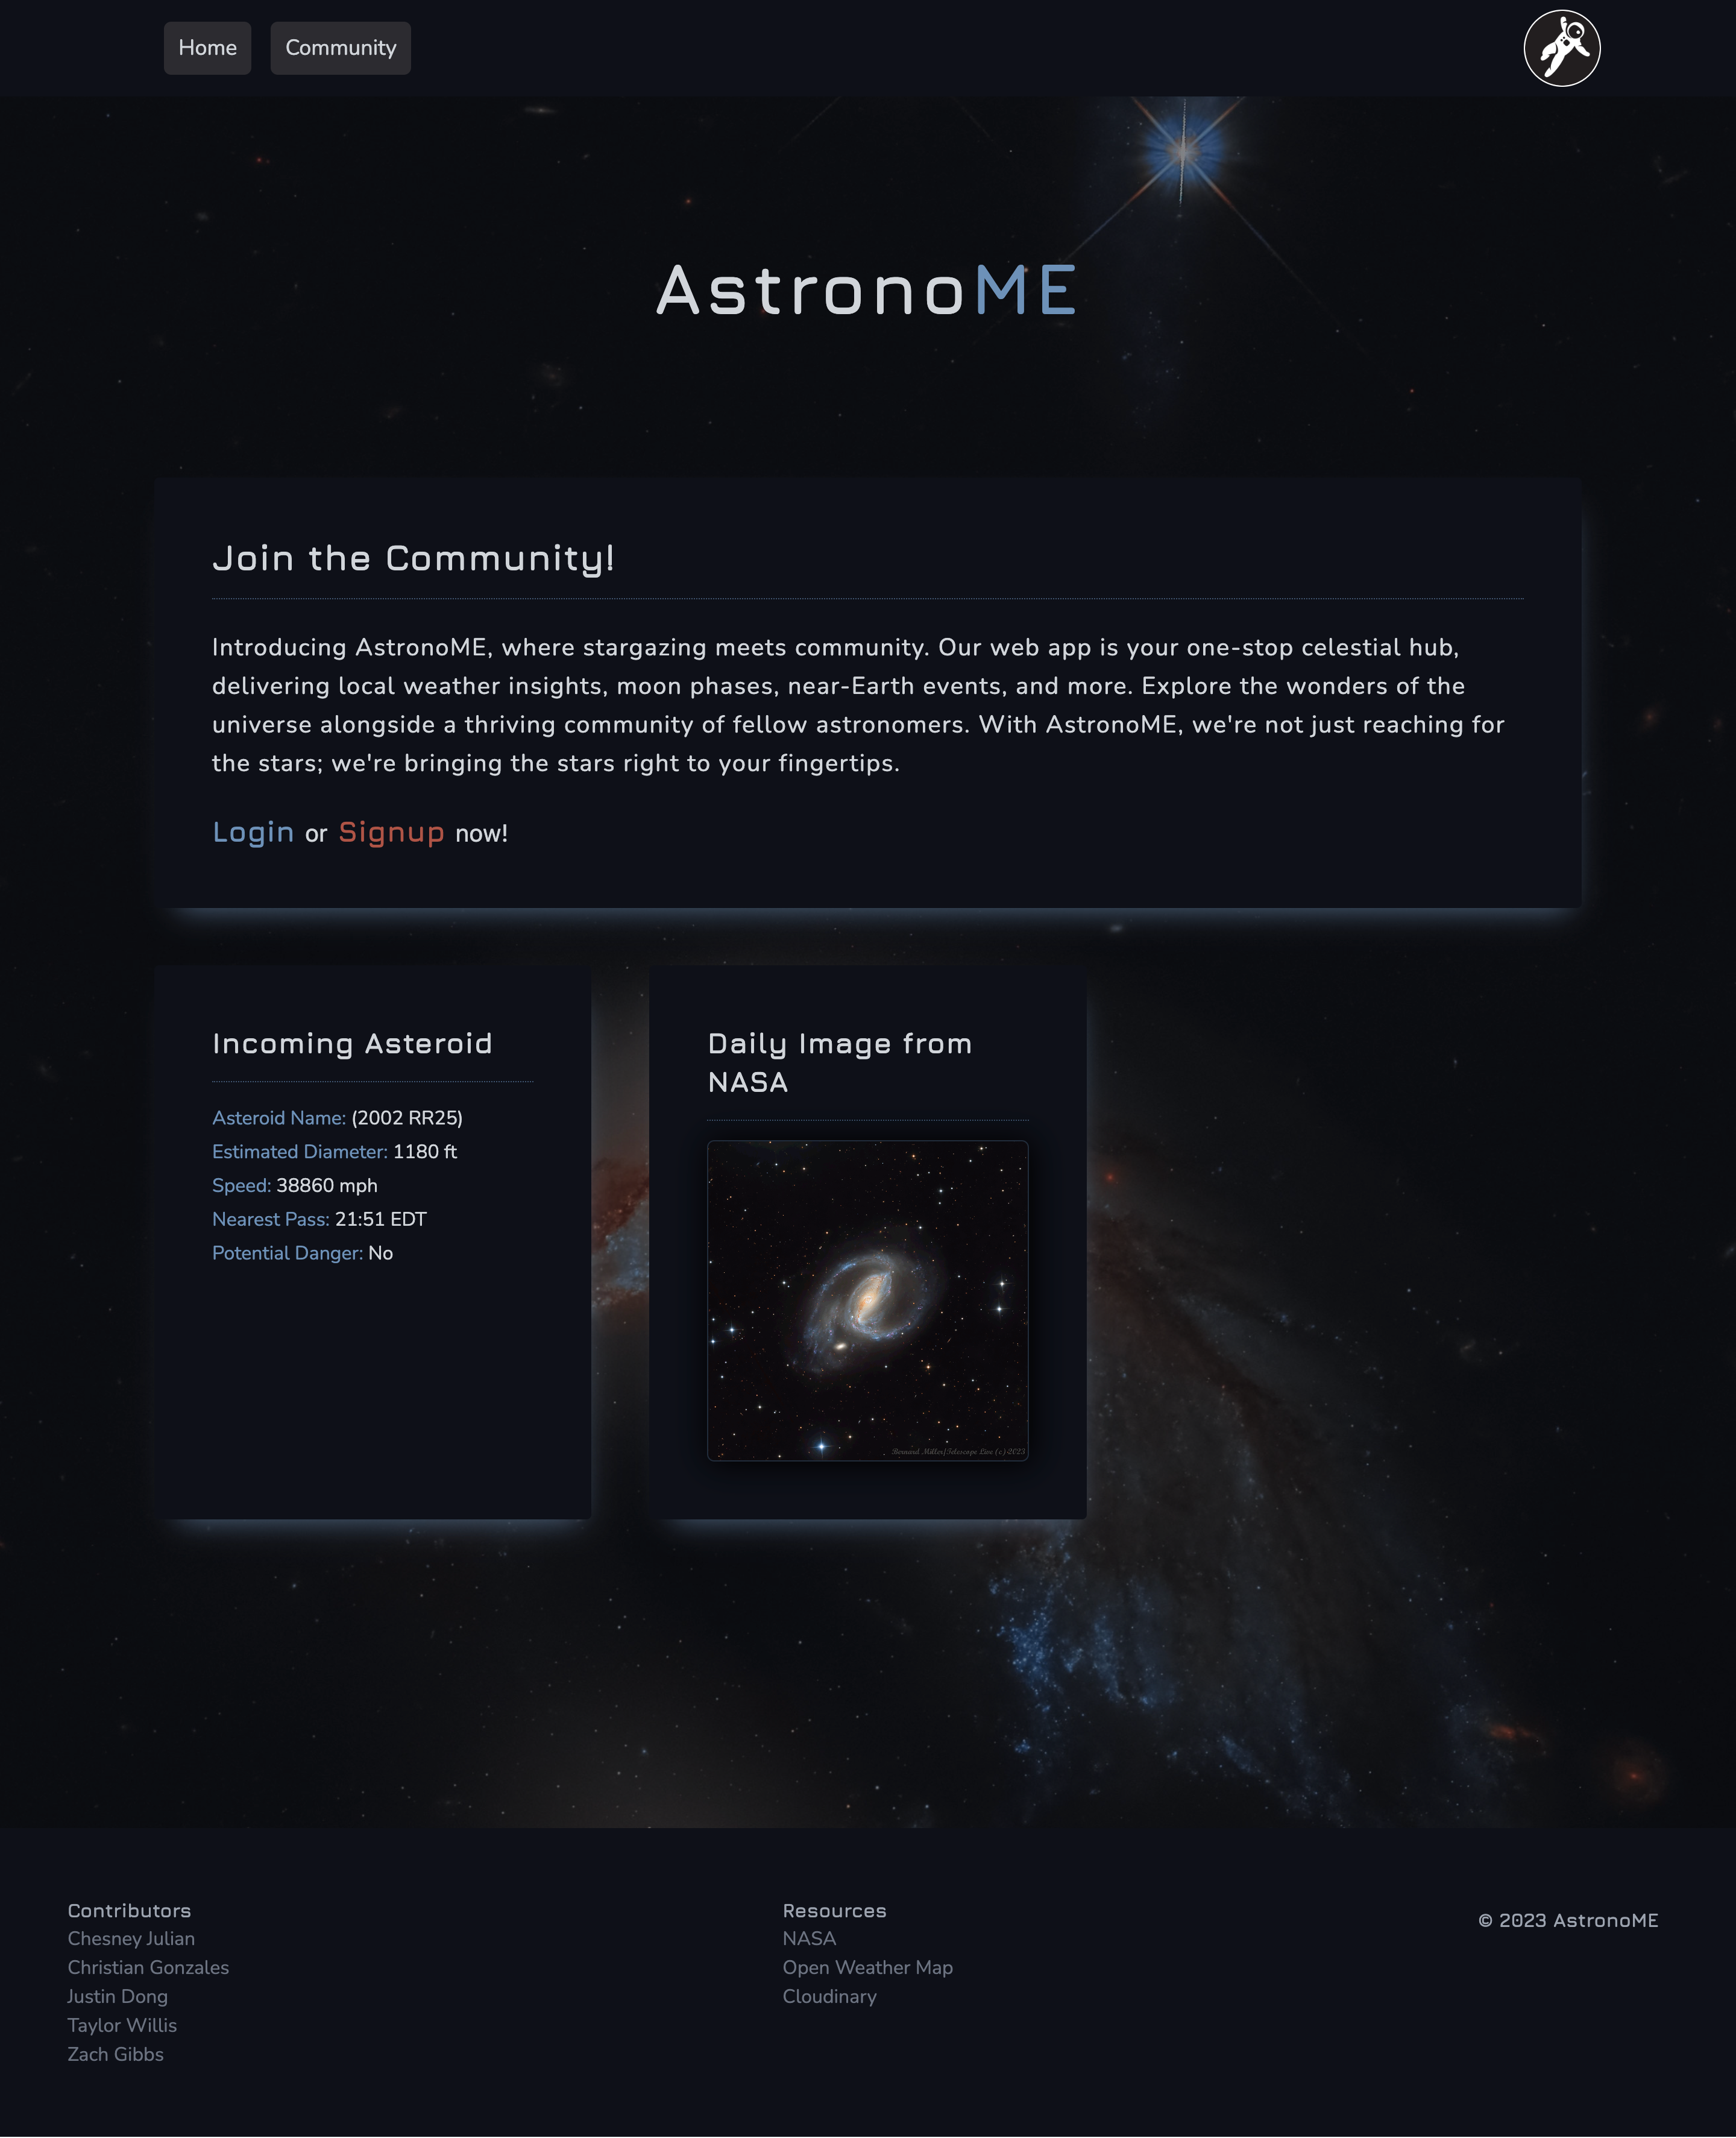 Home
Community
AstronoME
Join the Community!
Introducing AstronoME, where stargazing meets community. Our web app is your one-stop celestial hub,
delivering local weather insights, moon phases, near-Earth events, and more. Explore the wonders of the
universe alongside a thriving community of fellow astronomers. With AstronoME, we're not just reaching for
the stars; we're bringing the stars right to your fingertips.
Login or Signup now!
Incoming Asteroid
Asteroid Name: (2002 RR25)
Estimated Diameter: 1180 ft
Speed: 38860 mph
Nearest Pass: 21:51 EDT
Potential Danger: No
Daily Image from
NASA
Bernard Miller/Telescope Live (c) 2023
Contributors
Chesney Julian
Christian Gonzales
Justin Dong
Taylor Willis
Zach Gibbs
Resources
NASA
Open Weather Map
Cloudinary
© 2023 AstronoME